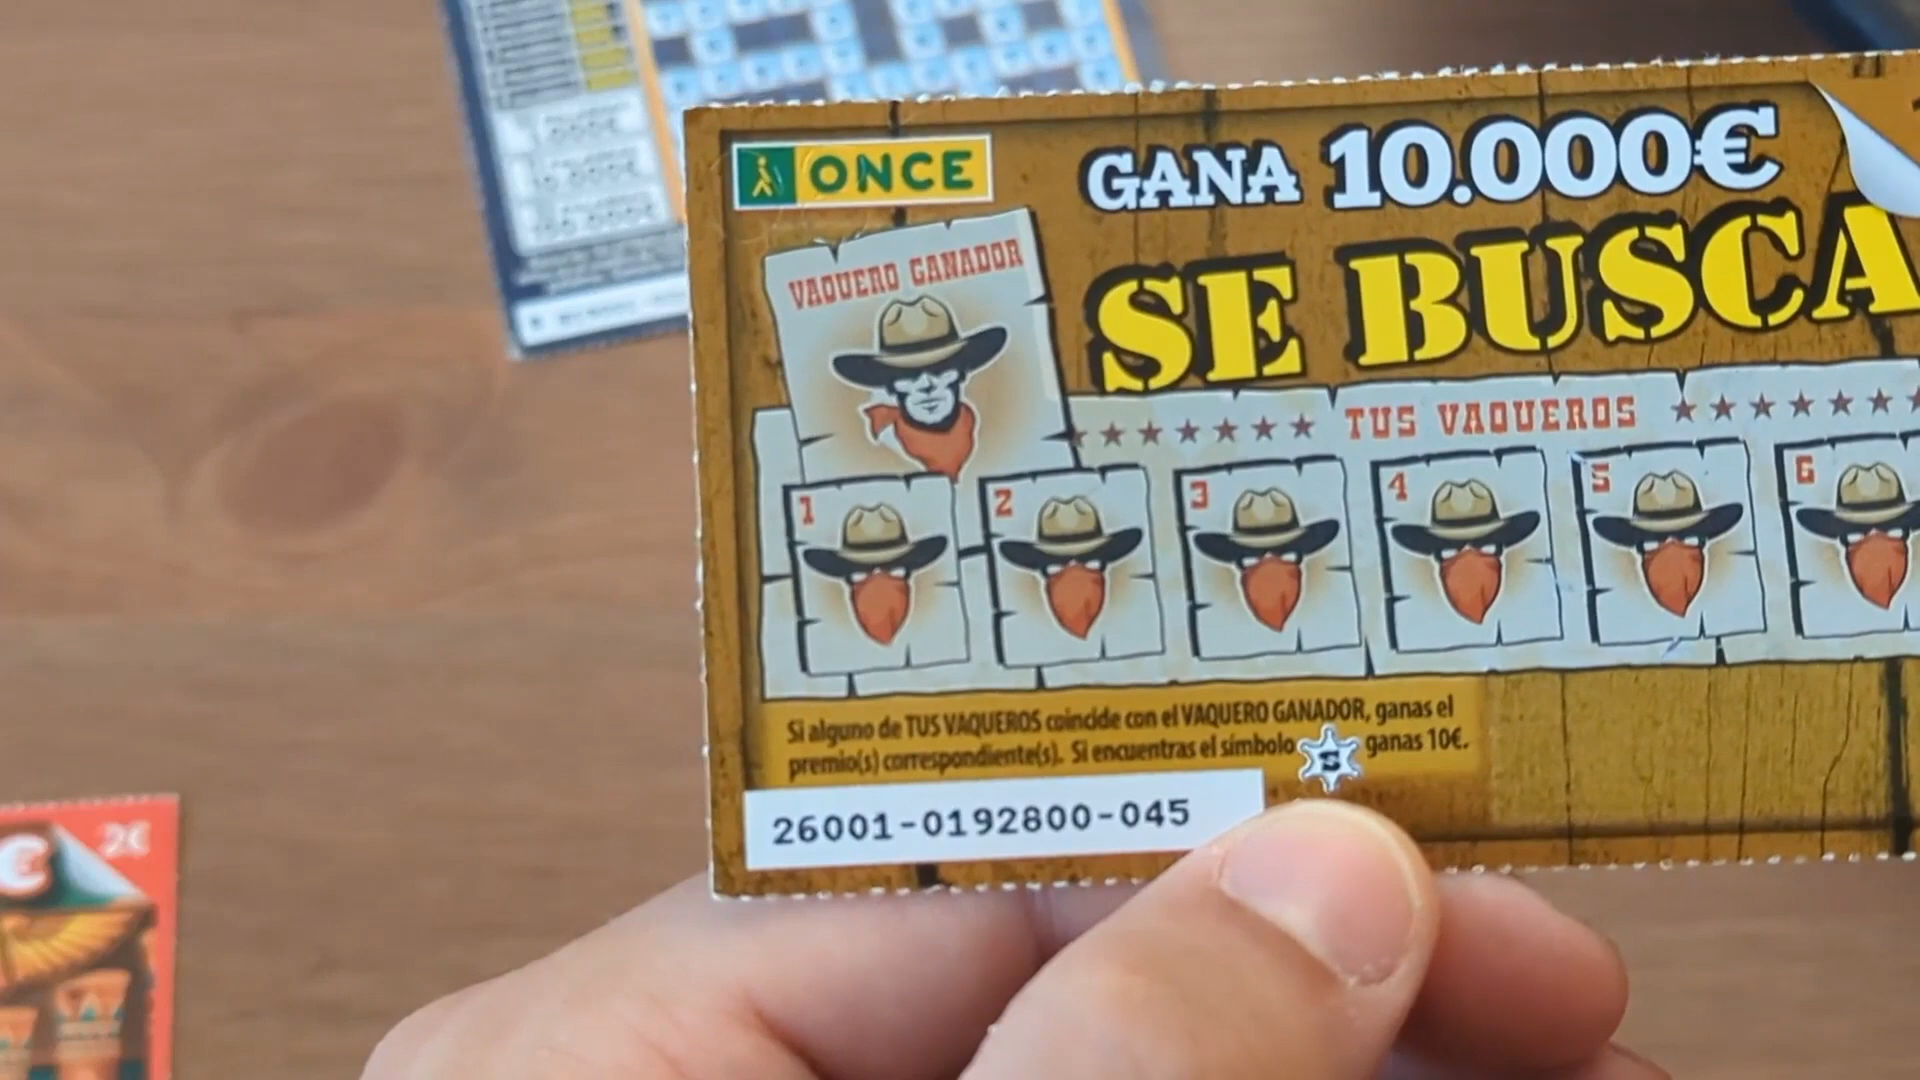 ONCE
GANA 10.000€
SE BUSCA
VAQUERO GANADOR
TUS VAQUEROS
1 2 3 4 5 6
Si alguno de TUS VAQUEROS coincide con el VAQUERO GANADOR, ganas el
premio(s) correspondiente(s). Si encuentras el símbolo S ganas 10€.
26001-0192800-045
2€
€